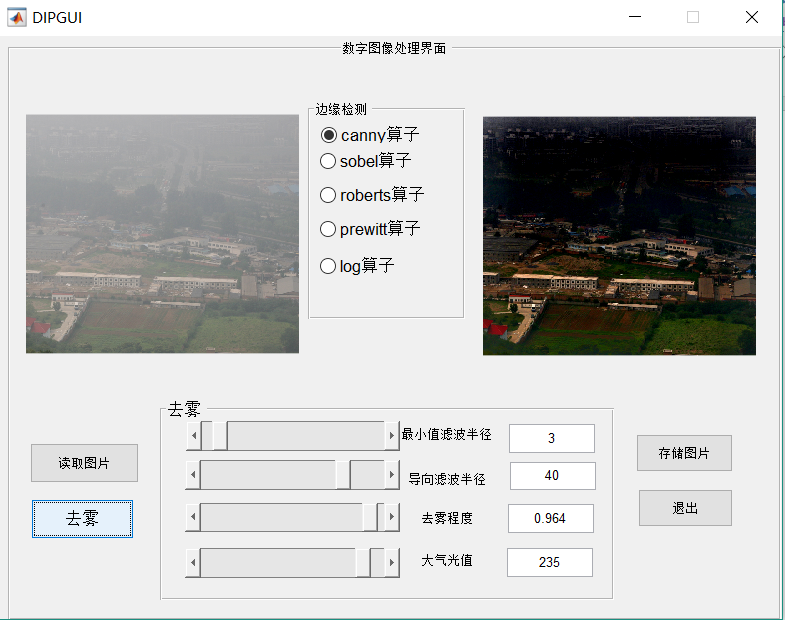 DIPGUI
数字图像处理界面
边缘检测
canny算子
sobel算子
roberts算子
prewitt算子
log算子
去雾
最小值滤波半径 3
导向滤波半径 40
去雾程度 0.964
大气光值 235
读取图片
去雾
存储图片
退出